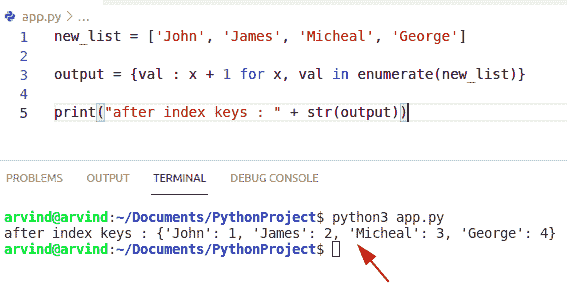 app.py > ...
1 new_list = ['John', 'James', 'Micheal', 'George']
2
3 output = {val : x + 1 for x, val in enumerate(new_list)}
4
5 print("after index keys : " + str(output))
PROBLEMS OUTPUT TERMINAL DEBUG CONSOLE
arvind@arvind:~/Documents/PythonProject$ python3 app.py
after index keys : {'John': 1, 'James': 2, 'Micheal': 3, 'George': 4}
arvind@arvind:~/Documents/PythonProject$